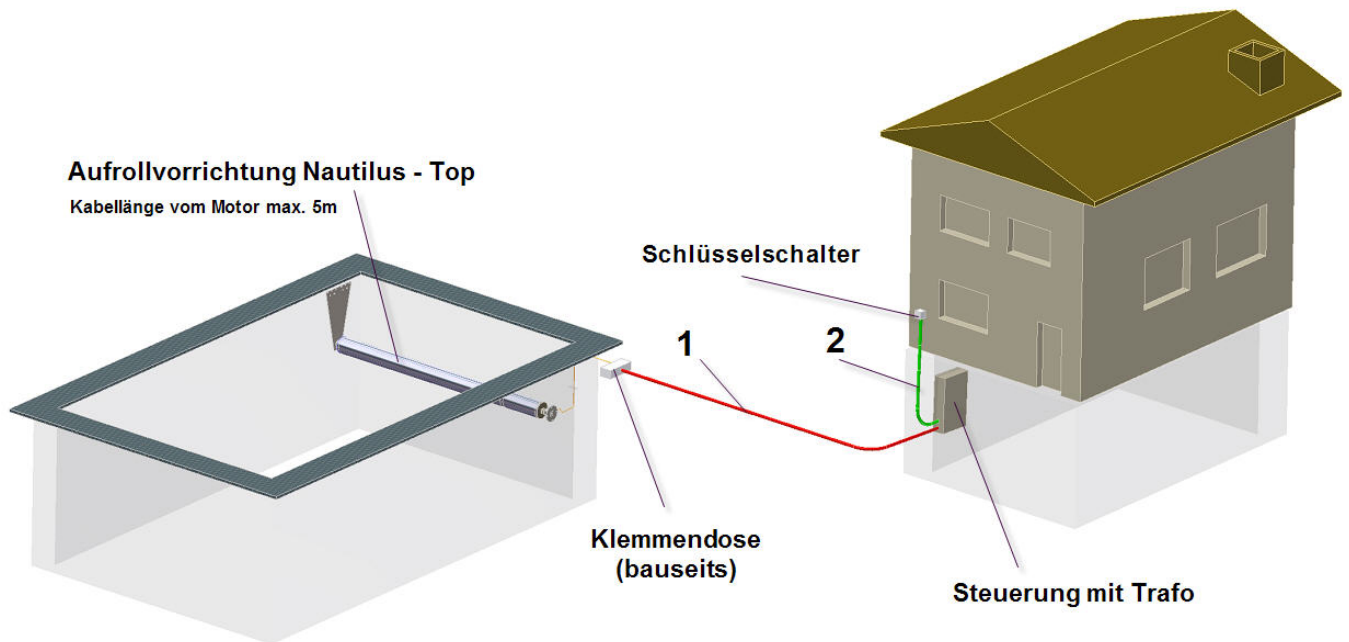 Aufrollvorrichtung Nautilus - Top
Kabellänge vom Motor max. 5m
Schlüsselschalter
1
2
Klemmendose
(bauseits)
Steuerung mit Trafo